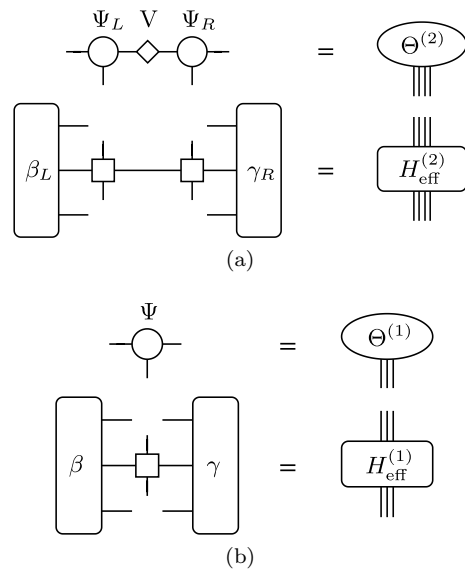 Ψ_L V Ψ_R = Θ^(2)
β_L γ_R = H_eff^(2)
(a)
Ψ = Θ^(1)
β γ = H_eff^(1)
(b)